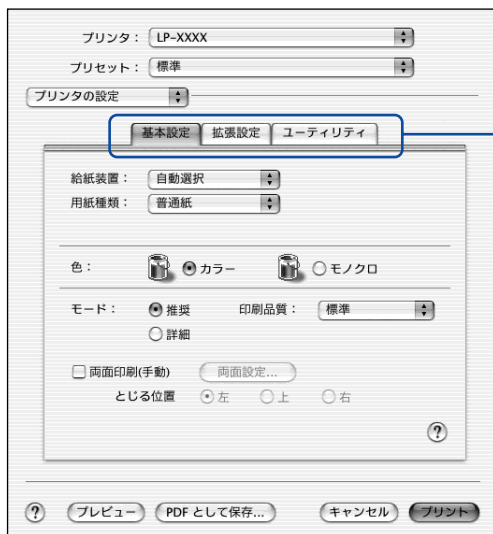 プリンタ： LP-XXXX
プリセット： 標準
プリンタの設定
基本設定 拡張設定 ユーティリティ
給紙装置： 自動選択
用紙種類： 普通紙
色： カラー モノクロ
モード： 推奨 印刷品質： 標準
詳細
両面印刷(手動) 両面設定...
とじる位置 左 上 右
?
? プレビュー PDF として保存... キャンセル プリント